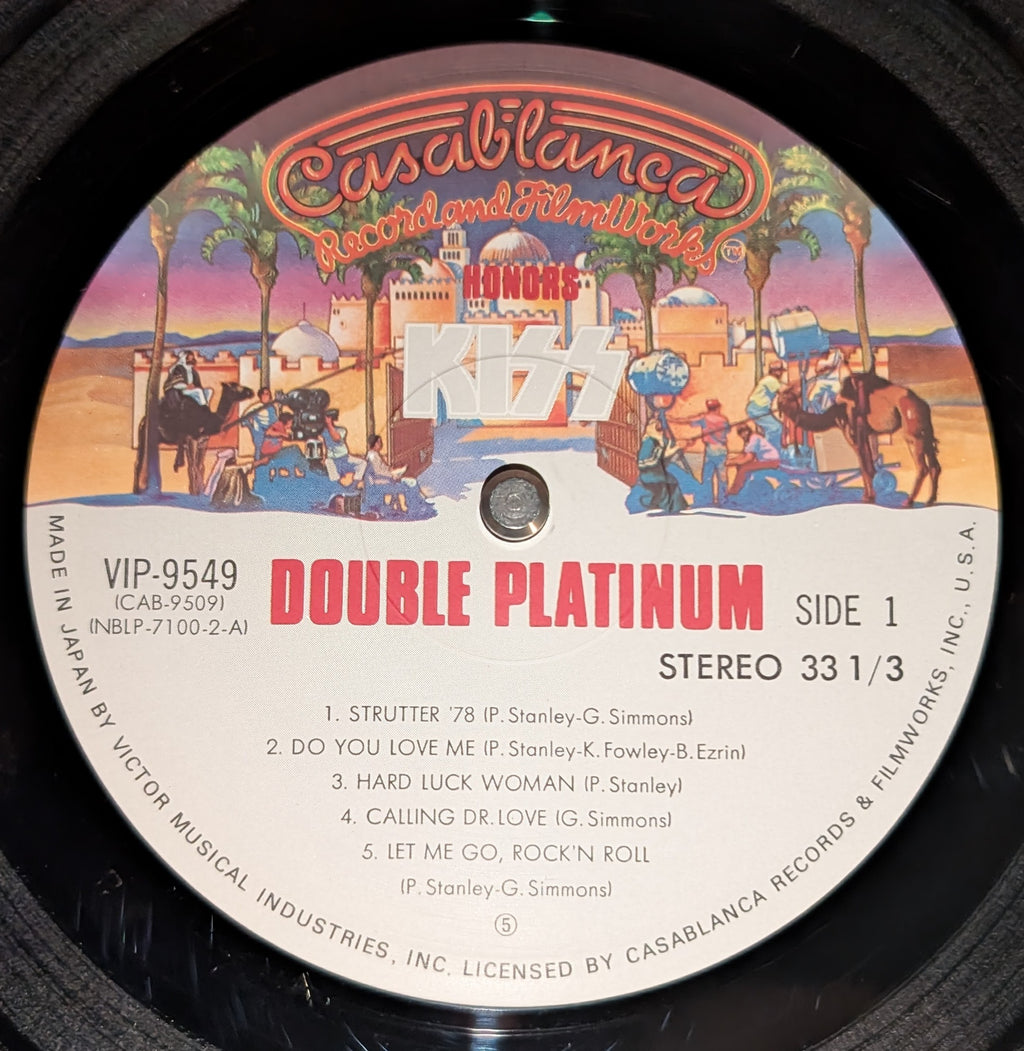 Casablanca
Record and FilmWorks TM
HONORS
KISS
VIP-9549
(CAB-9509)
(NBLP-7100-2-A)
DOUBLE PLATINUM
SIDE 1
STEREO 33 1/3
1. STRUTTER '78 (P. Stanley-G. Simmons)
2. DO YOU LOVE ME (P. Stanley-K. Fowley-B. Ezrin)
3. HARD LUCK WOMAN (P. Stanley)
4. CALLING DR. LOVE (G. Simmons)
5. LET ME GO, ROCK'N ROLL
(P. Stanley-G. Simmons)
⑤
MADE IN JAPAN BY VICTOR MUSICAL INDUSTRIES, INC. LICENSED BY CASABLANCA RECORDS & FILMWORKS, INC., U.S.A.